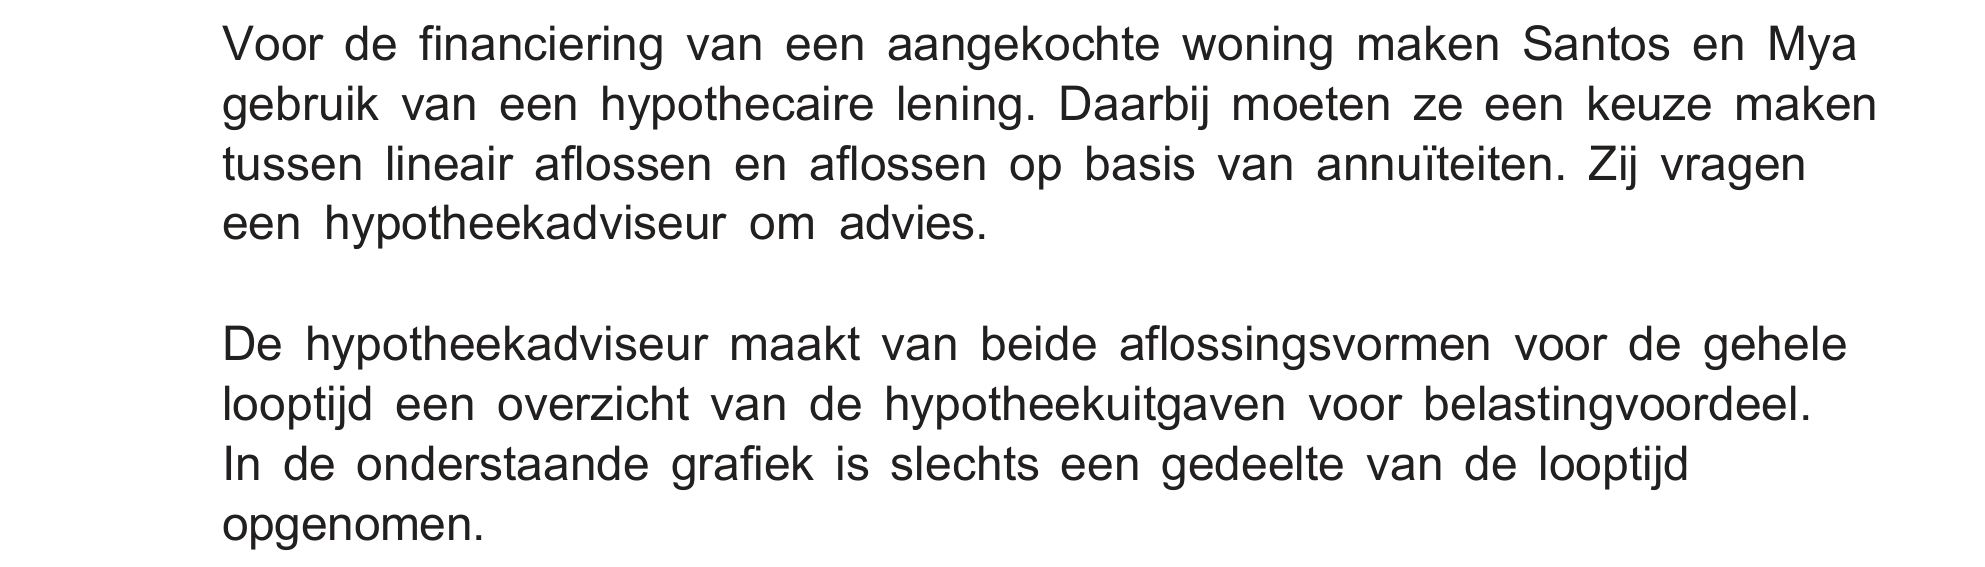 Voor de financiering van een aangekochte woning maken Santos en Mya
gebruik van een hypothecaire lening. Daarbij moeten ze een keuze maken
tussen lineair aflossen en aflossen op basis van annuïteiten. Zij vragen
een hypotheekadviseur om advies.
De hypotheekadviseur maakt van beide aflossingsvormen voor de gehele
looptijd een overzicht van de hypotheekuitgaven voor belastingvoordeel.
In de onderstaande grafiek is slechts een gedeelte van de looptijd
opgenomen.